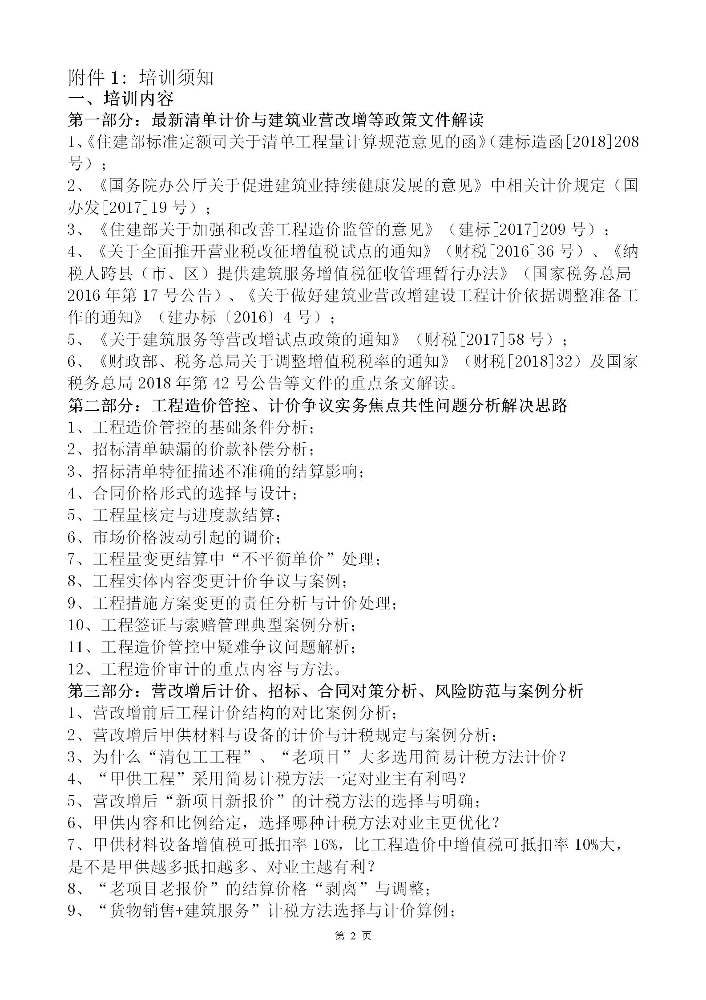 附件 1：培训须知
一、培训内容
第一部分：最新清单计价与建筑业营改增等政策文件解读
1、《住建部标准定额司关于清单工程量计算规范意见的函》（建标造函[2018]208
号）；
2、《国务院办公厅关于促进建筑业持续健康发展的意见》中相关计价规定（国
办发[2017]19 号）；
3、《住建部关于加强和改善工程造价监管的意见》（建标[2017]209 号）；
4、《关于全面推开营业税改征增值税试点的通知》（财税[2016]36 号）、《纳
税人跨县（市、区）提供建筑服务增值税征收管理暂行办法》（国家税务总局
2016 年第 17 号公告）、《关于做好建筑业营改增建设工程计价依据调整准备工
作的通知》（建办标〔2016〕4 号）；
5、《关于建筑服务等营改增试点政策的通知》（财税[2017]58 号）；
6、《财政部、税务总局关于调整增值税税率的通知》（财税[2018]32）及国家
税务总局 2018 年第 42 号公告等文件的重点条文解读。
第二部分：工程造价管控、计价争议实务焦点共性问题分析解决思路
1、工程造价管控的基础条件分析；
2、招标清单缺漏的价款补偿分析；
3、招标清单特征描述不准确的结算影响；
4、合同价格形式的选择与设计；
5、工程量核定与进度款结算；
6、市场价格波动引起的调价；
7、工程量变更结算中“不平衡单价”处理；
8、工程实体内容变更计价争议与案例；
9、工程措施方案变更的责任分析与计价处理；
10、工程签证与索赔管理典型案例分析；
11、工程造价管控中疑难争议问题解析；
12、工程造价审计的重点内容与方法。
第三部分：营改增后计价、招标、合同对策分析、风险防范与案例分析
1、营改增前后工程计价结构的对比案例分析；
2、营改增后甲供材料与设备的计价与计税规定与案例分析；
3、为什么“清包工工程”、“老项目”大多选用简易计税方法计价？
4、“甲供工程”采用简易计税方法一定对业主有利吗？
5、营改增后“新项目新报价”的计税方法的选择与明确；
6、甲供内容和比例给定，选择哪种计税方法对业主更优化？
7、甲供材料设备增值税可抵扣率 16%，比工程造价中增值税可抵扣率 10%大，
是不是甲供越多抵扣越多、对业主越有利？
8、“老项目老报价”的结算价格“剥离”与调整；
9、“货物销售+建筑服务”计税方法选择与计价算例；
第 2 页